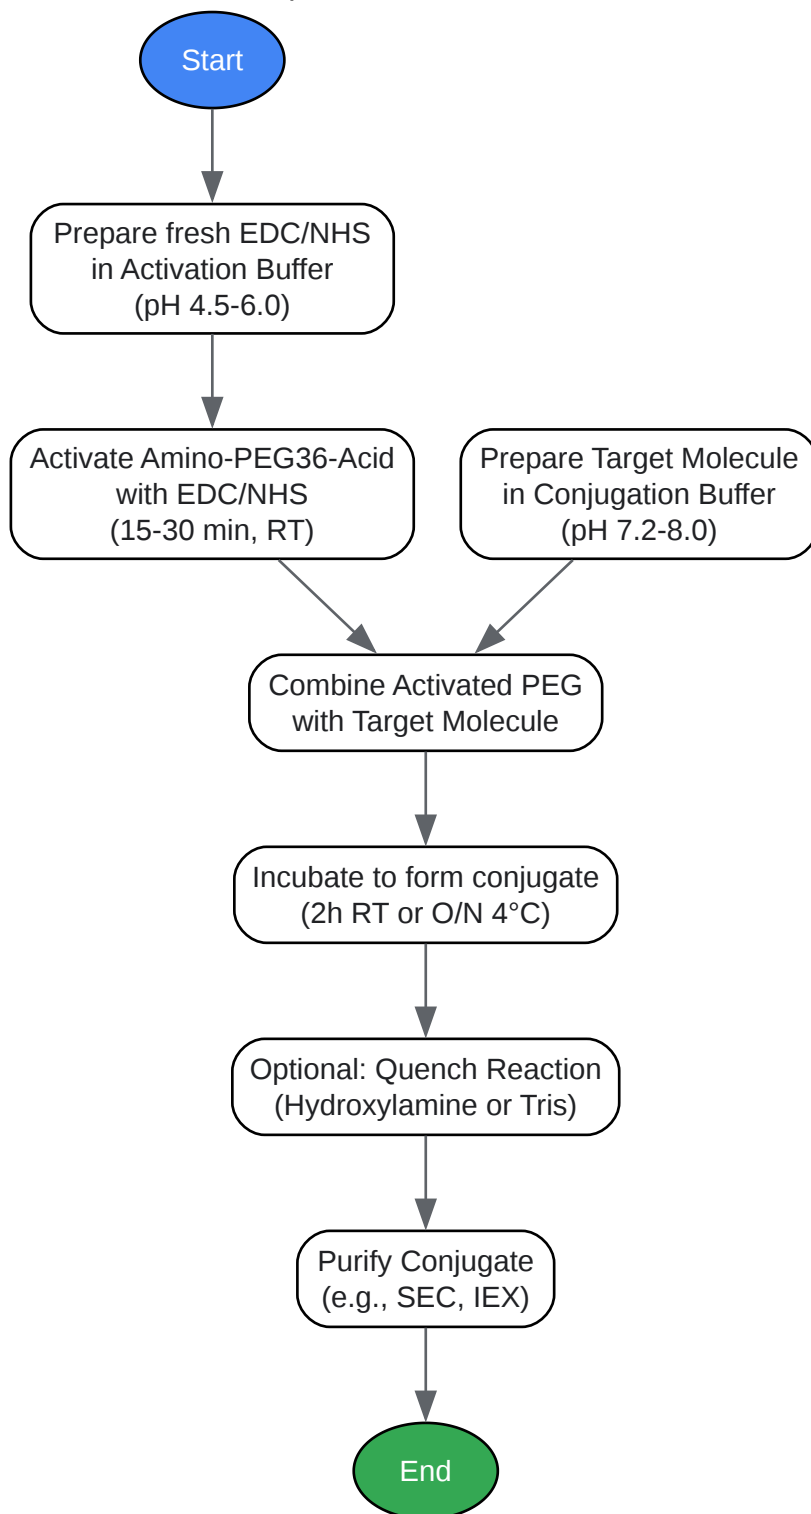 Start
Prepare fresh EDC/NHS
in Activation Buffer
(pH 4.5-6.0)
Activate Amino-PEG36-Acid
with EDC/NHS
(15-30 min, RT)
Prepare Target Molecule
in Conjugation Buffer
(pH 7.2-8.0)
Combine Activated PEG
with Target Molecule
Incubate to form conjugate
(2h RT or O/N 4°C)
Optional: Quench Reaction
(Hydroxylamine or Tris)
Purify Conjugate
(e.g., SEC, IEX)
End